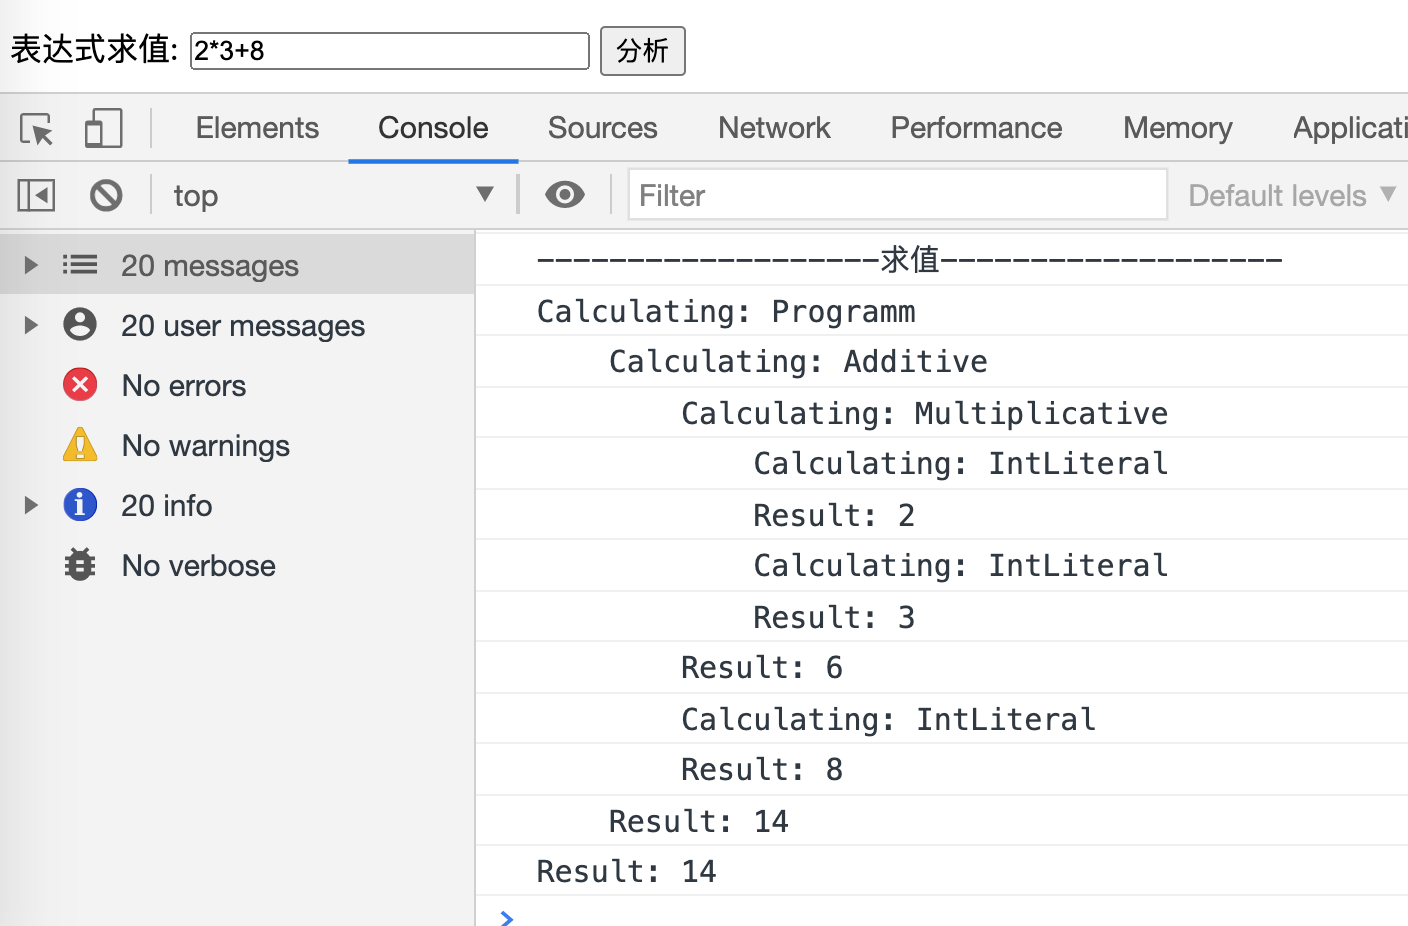 表达式求值: 2*3+8 分析
Elements Console Sources Network Performance Memory Applicati
top Filter Default levels
20 messages
20 user messages
No errors
No warnings
20 info
No verbose
-------------------求值-------------------
Calculating: Programm
Calculating: Additive
Calculating: Multiplicative
Calculating: IntLiteral
Result: 2
Calculating: IntLiteral
Result: 3
Result: 6
Calculating: IntLiteral
Result: 8
Result: 14
Result: 14